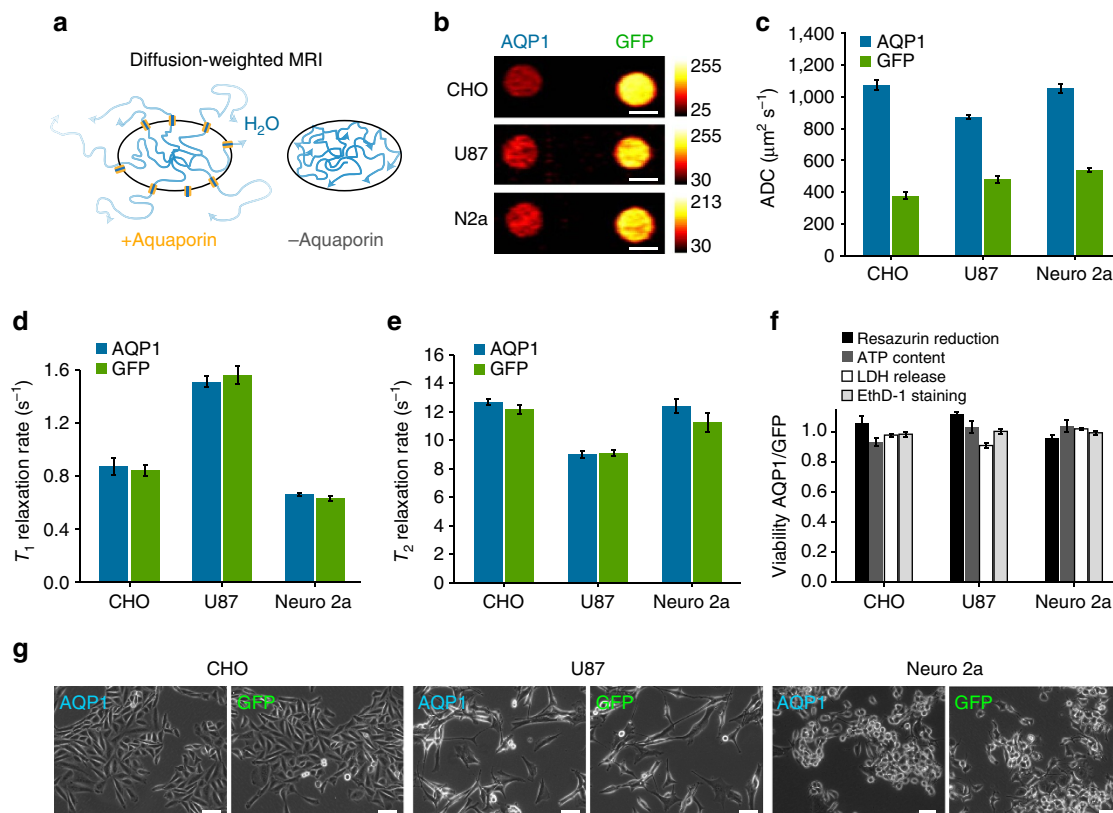 a
Diffusion-weighted MRI
H2O
+Aquaporin
–Aquaporin
b
AQP1 GFP
CHO
255
25
U87
255
30
N2a
213
30
c
AQP1
GFP
ADC (μm² s⁻¹)
1,400
1,200
1,000
800
600
400
200
0
CHO U87 Neuro 2a
d
AQP1
GFP
T1 relaxation rate (s⁻¹)
1.6
1.2
0.8
0.4
0.0
CHO U87 Neuro 2a
e
AQP1
GFP
T2 relaxation rate (s⁻¹)
16
14
12
10
8
6
4
2
0
CHO U87 Neuro 2a
f
Resazurin reduction
ATP content
LDH release
EthD-1 staining
Viability AQP1/GFP
1.0
0.8
0.6
0.4
0.2
0.0
CHO U87 Neuro 2a
g
CHO U87 Neuro 2a
AQP1 GFP AQP1 GFP AQP1 GFP